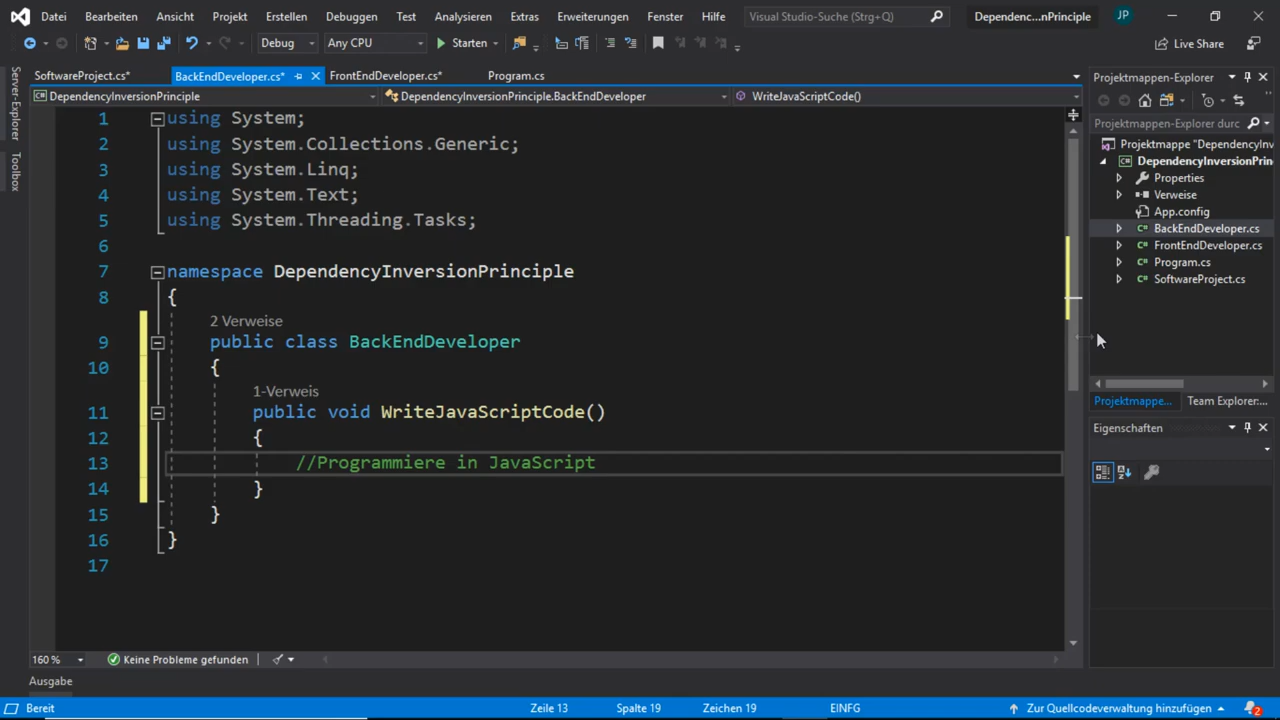 Datei Bearbeiten Ansicht Projekt Erstellen Debuggen Test Analysieren Extras Erweiterungen Fenster Hilfe Visual Studio-Suche (Strg+Q) Dependenc...nPrinciple JP
Debug Any CPU Starten Live Share
SoftwareProject.cs* BackEndDeveloper.cs* FrontEndDeveloper.cs* Program.cs
DependencyInversionPrinciple DependencyInversionPrinciple.BackEndDeveloper WriteJavaScriptCode()
Server-Explorer
Toolbox
1 using System;
2 using System.Collections.Generic;
3 using System.Linq;
4 using System.Text;
5 using System.Threading.Tasks;
6
7 namespace DependencyInversionPrinciple
8 {
2 Verweise
9 public class BackEndDeveloper
10 {
1-Verweis
11 public void WriteJavaScriptCode()
12 {
13 //Programmiere in JavaScript
14 }
15 }
16 }
17
160 % Keine Probleme gefunden
Ausgabe
Projektmappen-Explorer
Projektmappen-Explorer durc
Projektmappe "DependencyInv
DependencyInversionPrin
Properties
Verweise
App.config
BackEndDeveloper.cs
FrontEndDeveloper.cs
Program.cs
SoftwareProject.cs
Projektmappe... Team Explorer:...
Eigenschaften
Bereit Zeile 13 Spalte 19 Zeichen 19 EINFG Zur Quellcodeverwaltung hinzufügen 2